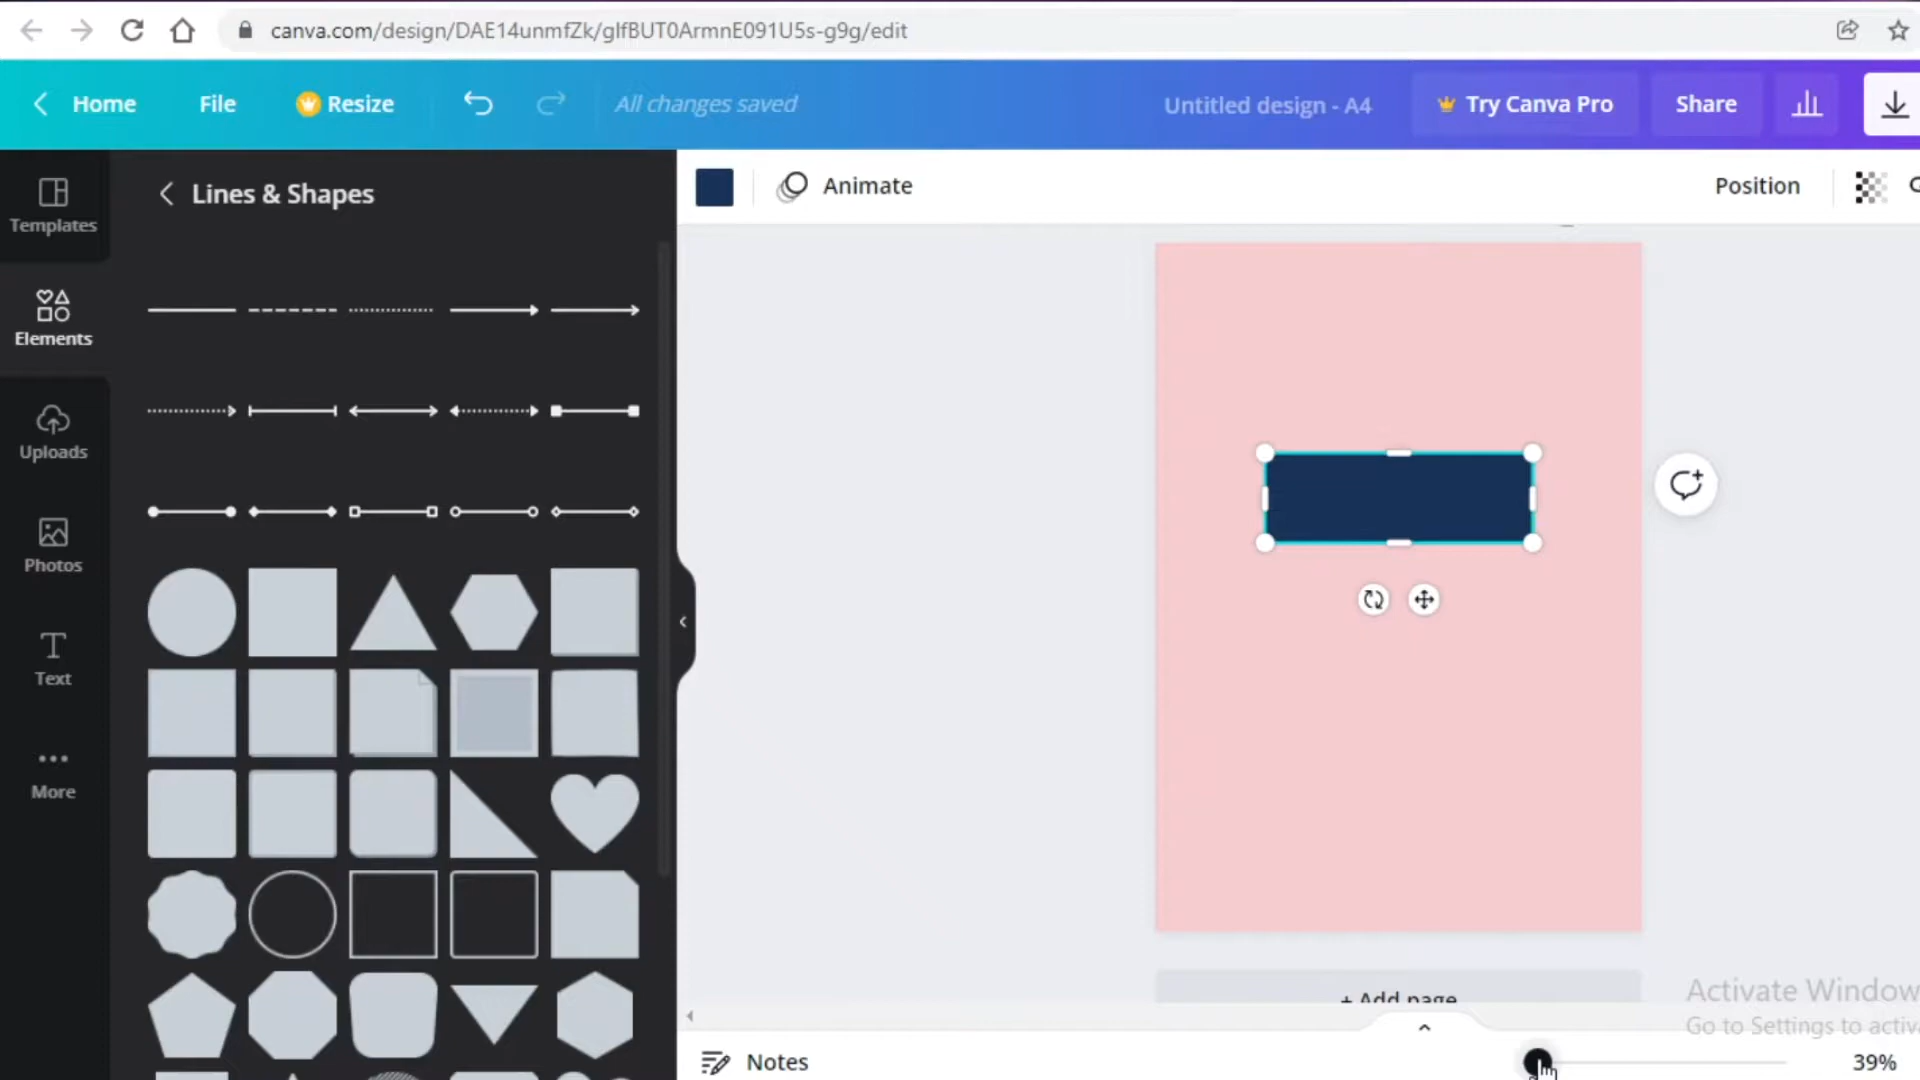 canva.com/design/DAE14unmfZk/gIfBUT0ArmnE091U5s-g9g/edit
Home File Resize All changes saved Untitled design - A4 Try Canva Pro Share
Templates
Lines & Shapes
Animate
Position
Elements
Uploads
Photos
Text
More
+ Add page
Activate Window
Go to Settings to activa
Notes
39%